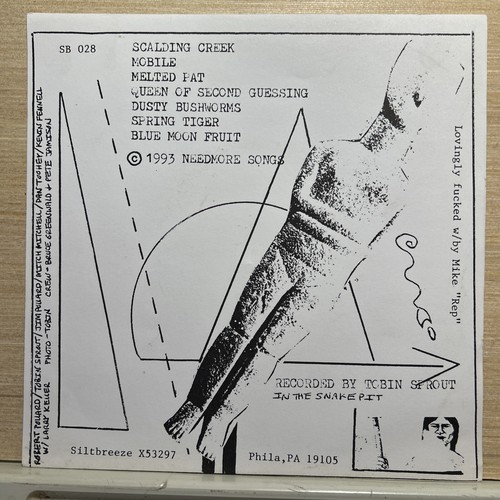 SB 028
SCALDING CREEK
MOBILE
MELTED PAT
QUEEN OF SECOND GUESSING
DUSTY BUSHWORMS
SPRING TIGER
BLUE MOON FRUIT
© 1993 NEEDMORE SONGS
Lovingly fucked w/by Mike "Rep"
RECORDED BY TOBIN SPROUT
IN THE SNAKEPIT
ROBERT POLLARD/TOBIN SPROUT/JIM POLLARD/MITCH MITCHELL/DAN TOOHEY/KEVIN FENNELL
W/ LARRY KELLER PHOTO-TOBIN CREW-BRUCE GREENWALD + PETE JAMISON
Siltbreeze X53297 Phila,PA 19105